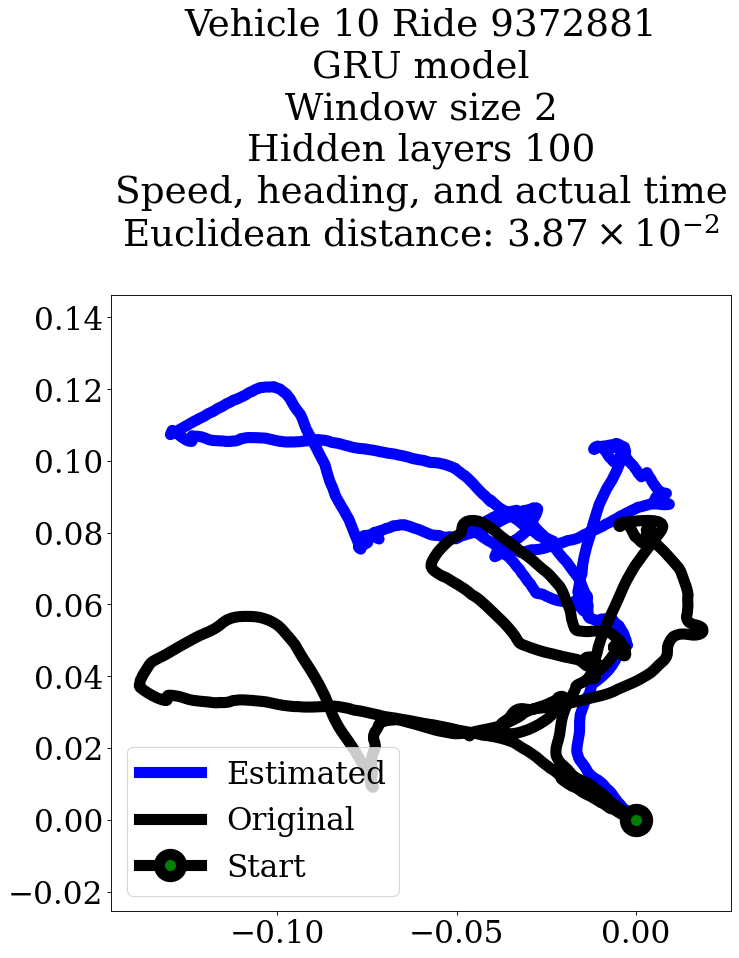 Vehicle 10 Ride 9372881
GRU model
Window size 2
Hidden layers 100
Speed, heading, and actual time
Euclidean distance: 3.87 × 10⁻²
0.14
0.12
0.10
0.08
0.06
0.04
0.02
0.00
−0.02
Estimated
Original
Start
−0.10 −0.05 0.00